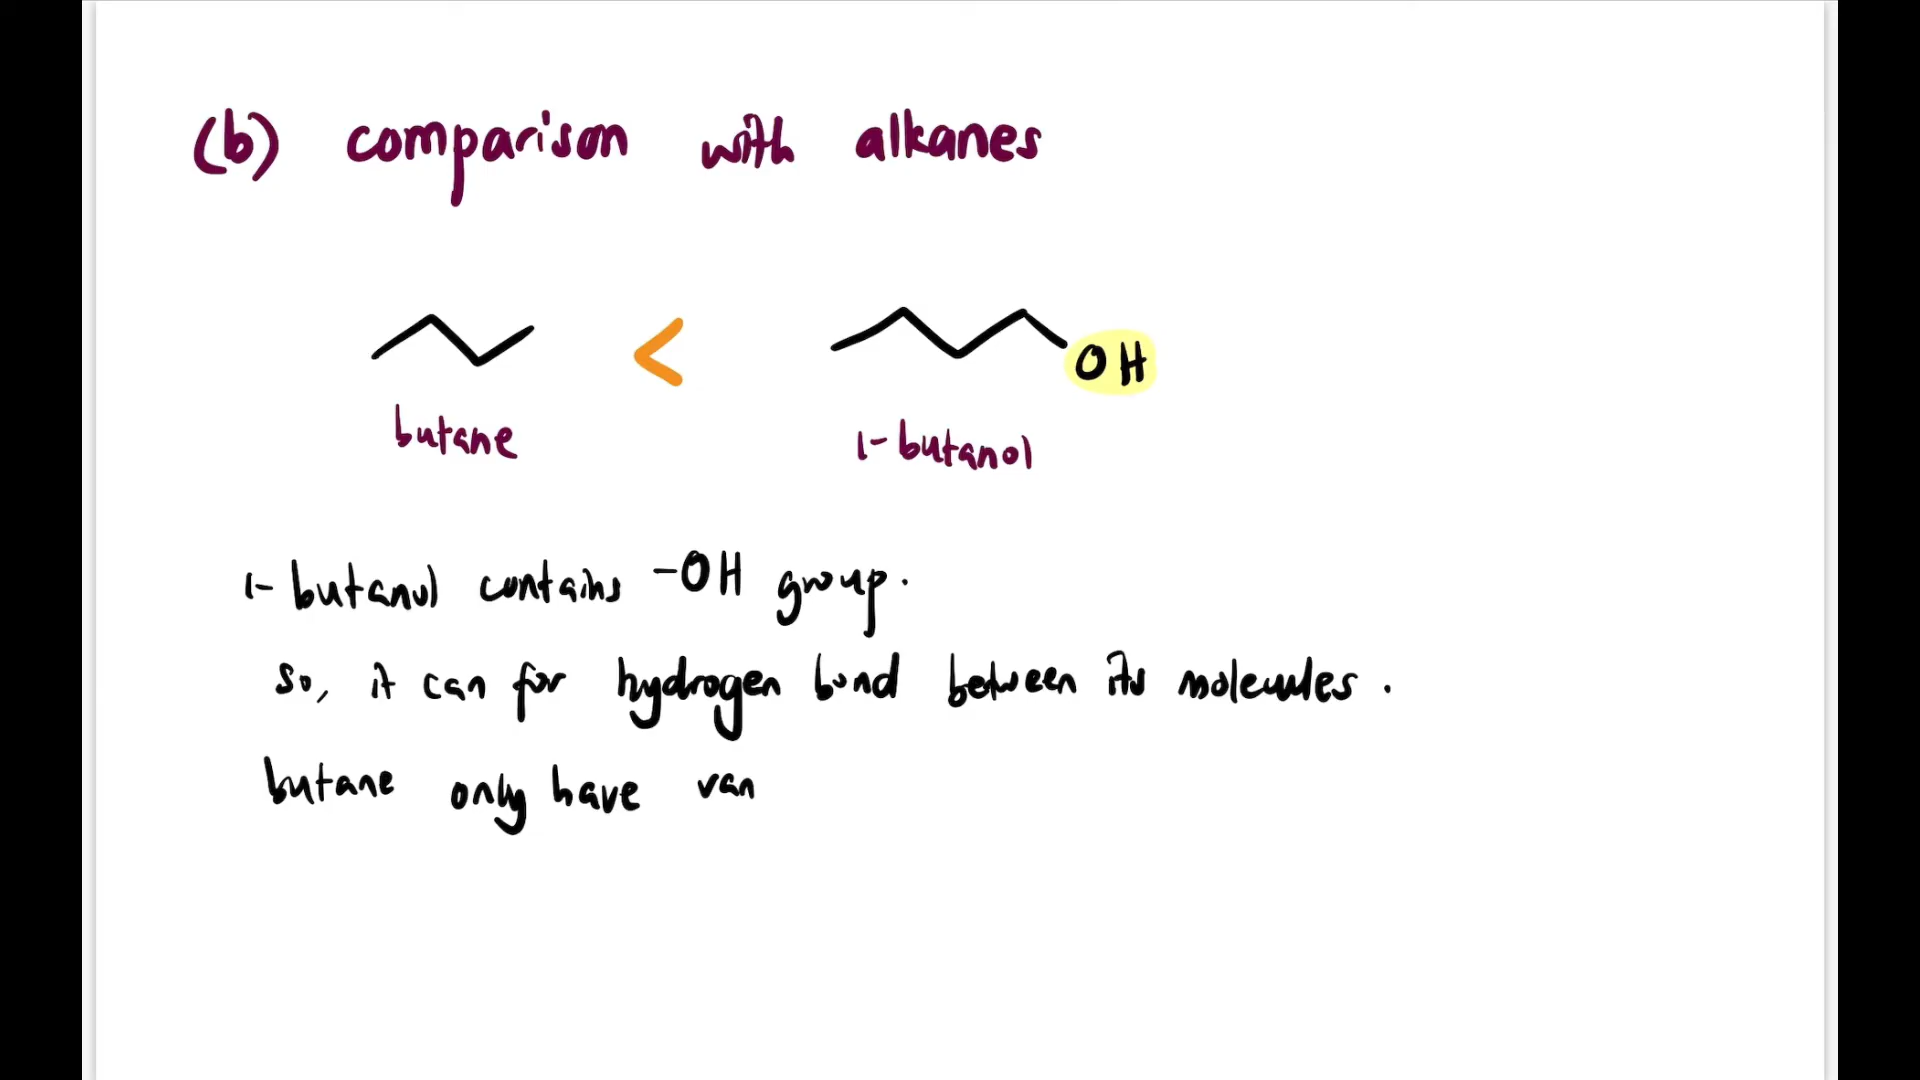 (b) comparison with alkanes
< OH
butane 1-butanol
1-butanol contains -OH group.
so, it can for hydrogen bond between its molecules.
butane only have van